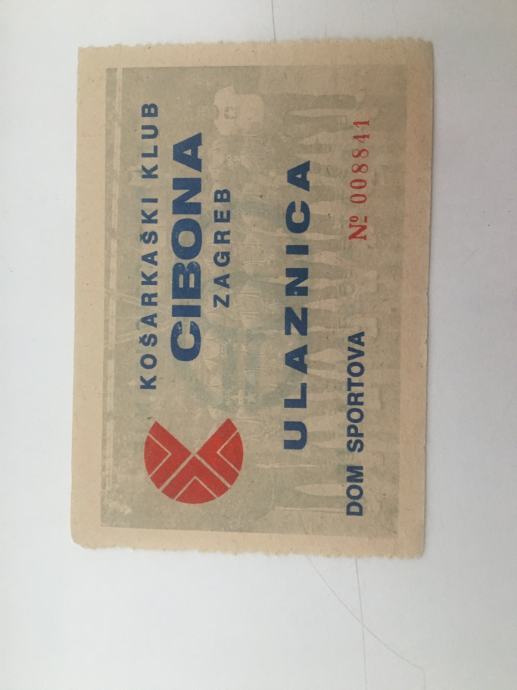 KOŠARKAŠKI KLUB
CIBONA
ZAGREB
ULAZNICA
DOM SPORTOVA
№ 008841